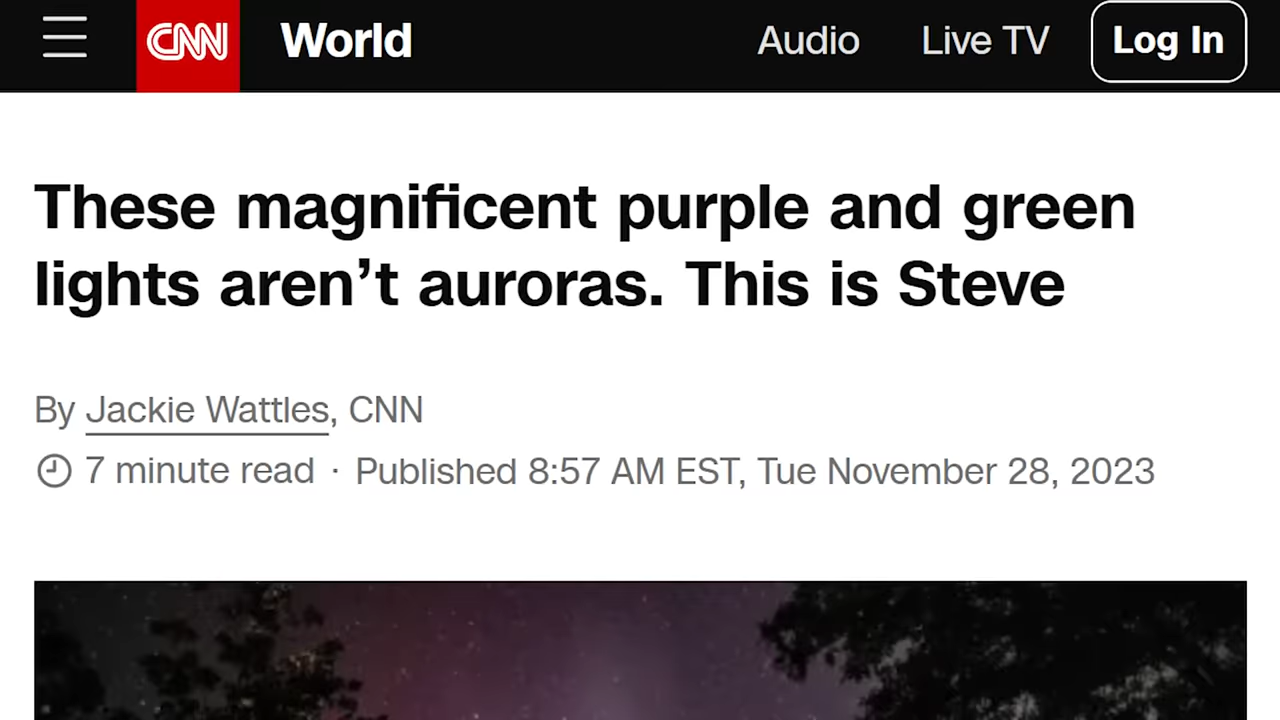 CNN World Audio Live TV Log In
These magnificent purple and green
lights aren’t auroras. This is Steve
By Jackie Wattles, CNN
7 minute read · Published 8:57 AM EST, Tue November 28, 2023